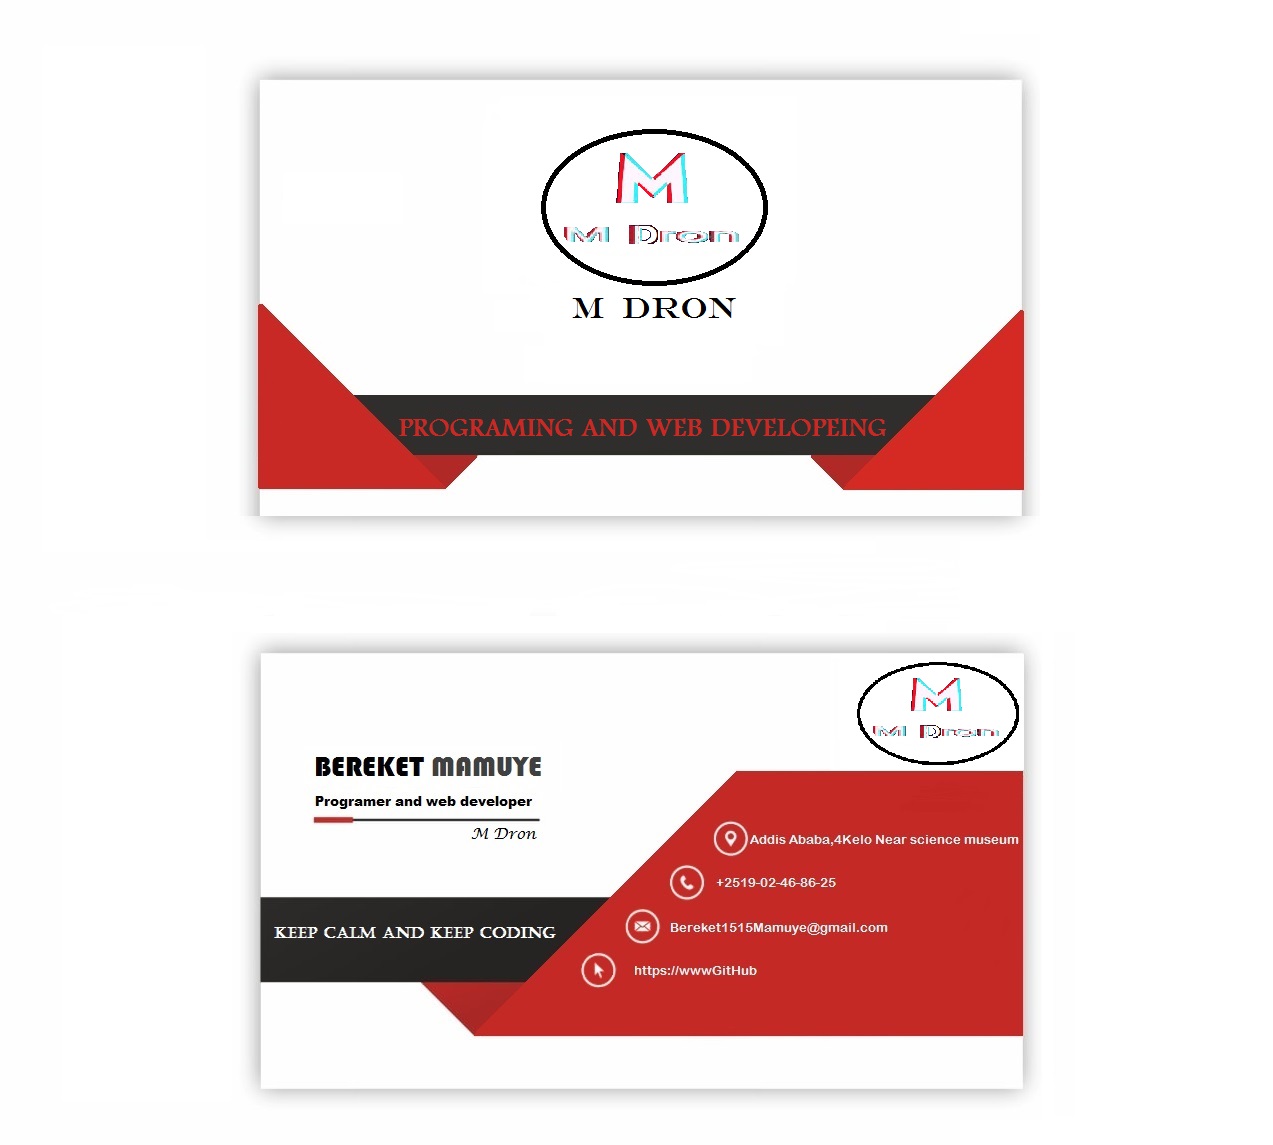 M
M Dron
M DRON
PROGRAMING AND WEB DEVELOPEING
M
M Dron
BEREKET MAMUYE
Programer and web developer
M Dron
Addis Ababa,4Kelo Near science museum
+2519-02-46-86-25
Bereket1515Mamuye@gmail.com
KEEP CALM AND KEEP CODING
https://wwwGitHub